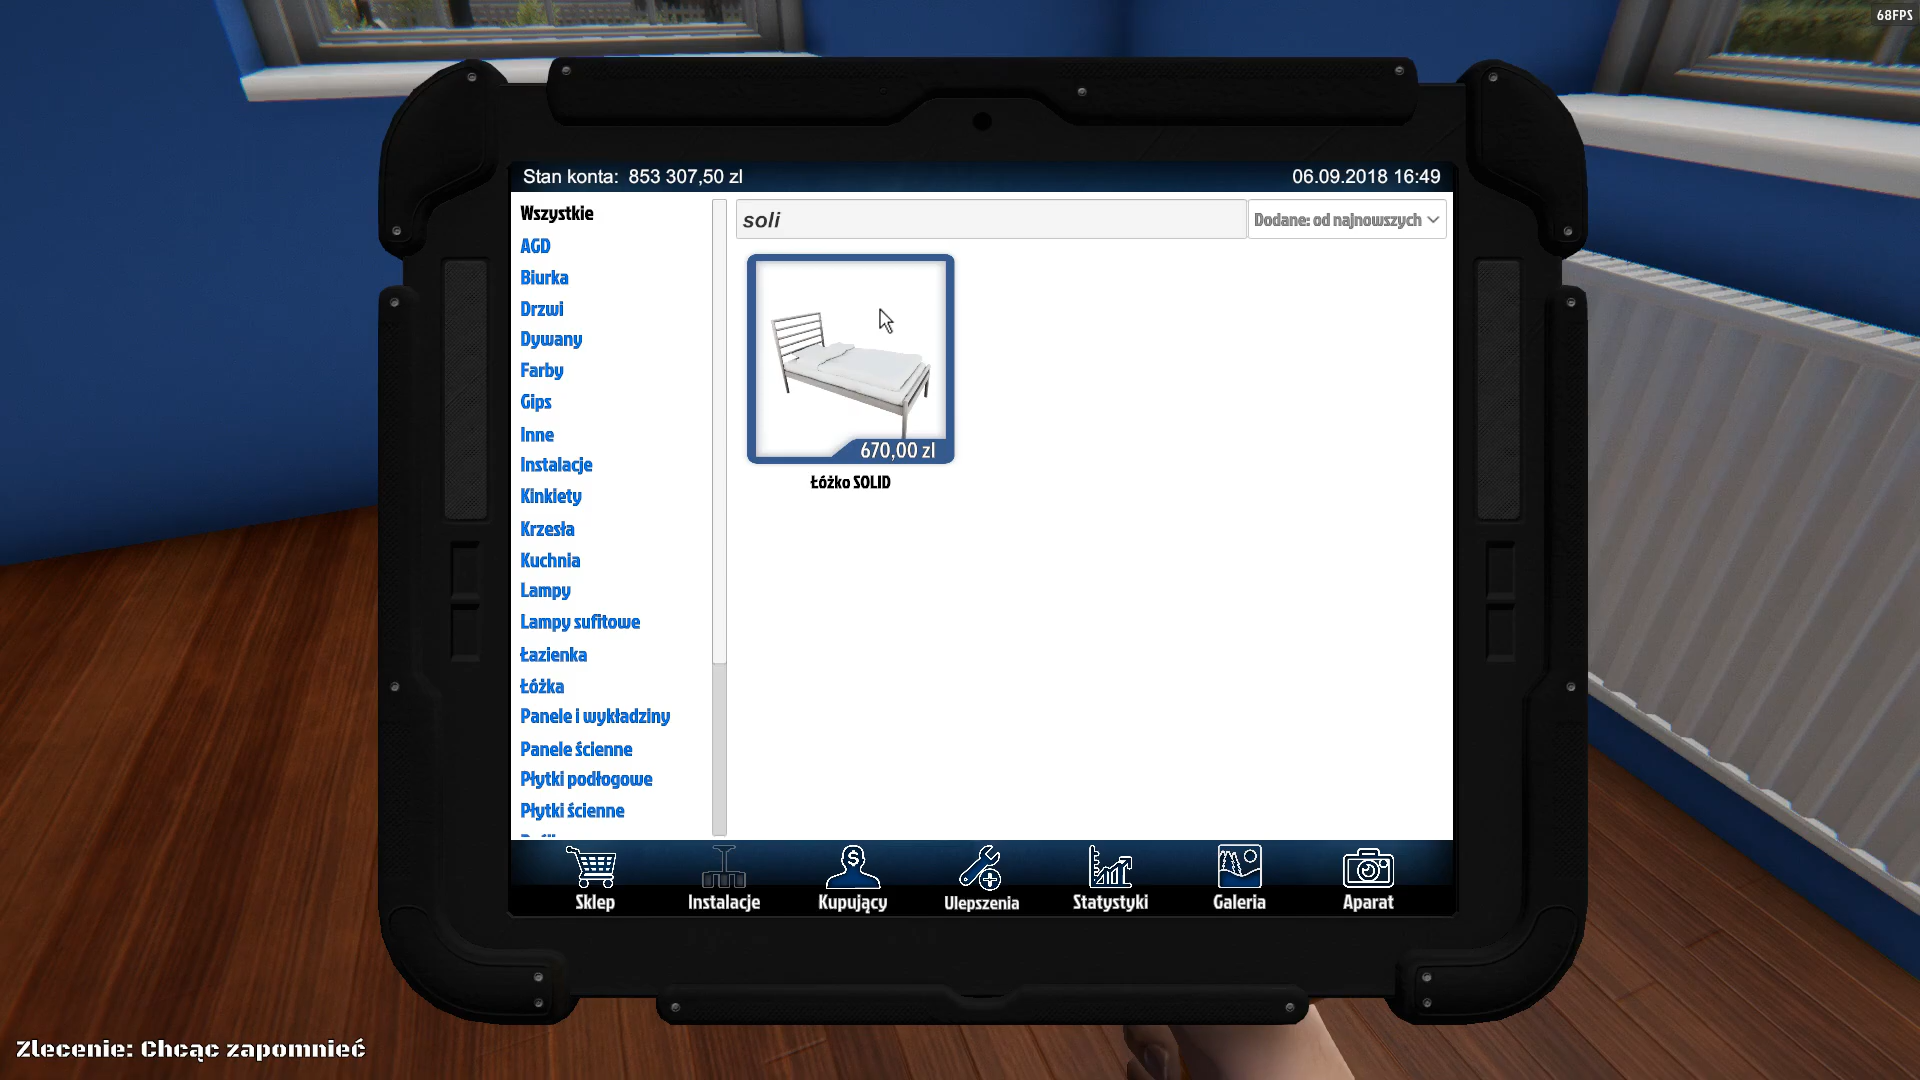 68FPS
Stan konta: 853 307,50 zl
06.09.2018 16:49
Wszystkie
AGD
Biurka
Drzwi
Dywany
Farby
Gips
Inne
Instalacje
Kinkiety
Krzesła
Kuchnia
Lampy
Lampy sufitowe
Łazienka
Łóżka
Panele i wykładziny
Panele ścienne
Płytki podłogowe
Płytki ścienne
soli
Dodane: od najnowszych
670,00 zl
Łóżko SOLID
Sklep
Instalacje
Kupujący
Ulepszenia
Statystyki
Galeria
Aparat
Zlecenie: Chcąc zapomnieć